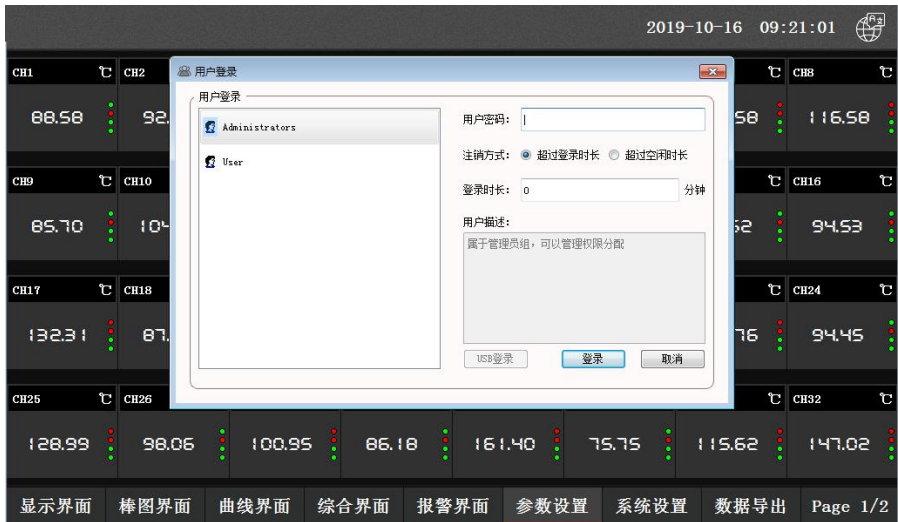 2019-10-16 09:21:01
CH1 ℃ CH2 ℃ CH8 ℃
88.58 92. 58 116.58
用户登录
用户登录
Administrators
User
用户密码:
注销方式: 超过登录时长 超过空闲时长
登录时长: 0 分钟
用户描述:
属于管理员组，可以管理权限分配
USB登录 登录 取消
CH9 ℃ CH10 ℃ CH16 ℃
85.70 104 52 94.53
CH17 ℃ CH18 ℃ CH24 ℃
132.31 87. 76 94.45
CH25 ℃ CH26 ℃ CH32 ℃
128.99 98.06 100.95 86.18 161.40 75.75 115.62 147.02
显示界面 棒图界面 曲线界面 综合界面 报警界面 参数设置 系统设置 数据导出 Page 1/2